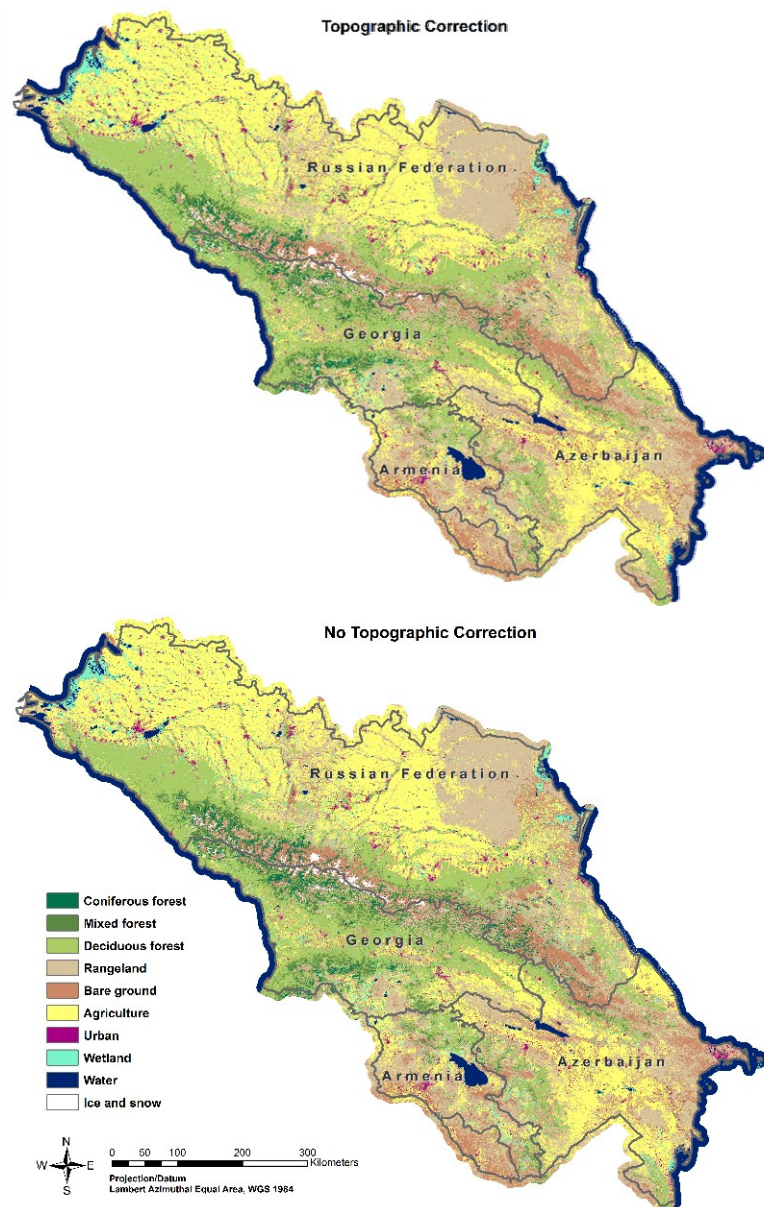 Topographic Correction
Russian Federation
Georgia
Armenia
Azerbaijan
No Topographic Correction
Russian Federation
Georgia
Armenia
Azerbaijan
Coniferous forest
Mixed forest
Deciduous forest
Rangeland
Bare ground
Agriculture
Urban
Wetland
Water
Ice and snow
N
W E
S
0 50 100 200 300
Kilometers
Projection/Datum
Lambert Azimuthal Equal Area, WGS 1984